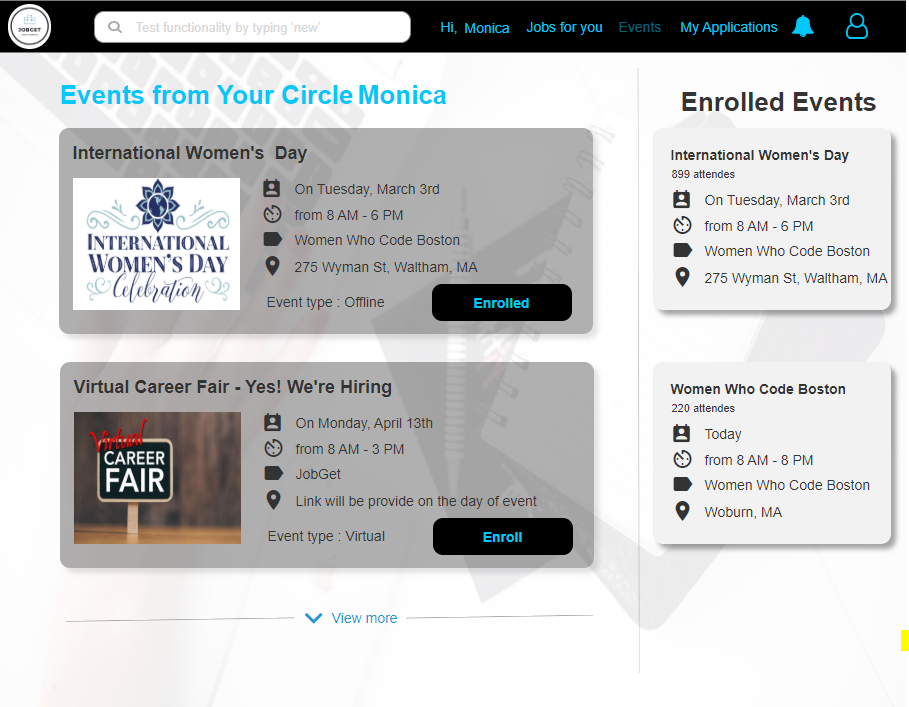 JOBGET
Test functionality by typing 'new'
Hi, Monica
Jobs for you
Events
My Applications
Events from Your Circle Monica
International Women's Day
INTERNATIONAL
WOMEN'S DAY
Celebration
On Tuesday, March 3rd
from 8 AM - 6 PM
Women Who Code Boston
275 Wyman St, Waltham, MA
Event type : Offline
Enrolled
Virtual Career Fair - Yes! We're Hiring
Virtual
CAREER
FAIR
On Monday, April 13th
from 8 AM - 3 PM
JobGet
Link will be provide on the day of event
Event type : Virtual
Enroll
View more
Enrolled Events
International Women's Day
899 attendes
On Tuesday, March 3rd
from 8 AM - 6 PM
Women Who Code Boston
275 Wyman St, Waltham, MA
Women Who Code Boston
220 attendes
Today
from 8 AM - 8 PM
Women Who Code Boston
Woburn, MA